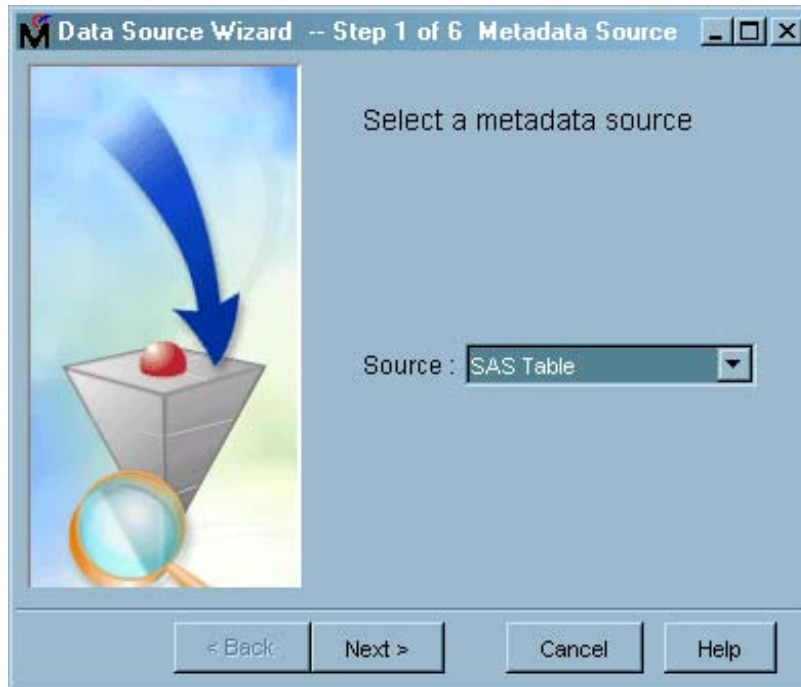 Data Source Wizard -- Step 1 of 6 Metadata Source
Select a metadata source
Source : SAS Table
< Back Next > Cancel Help